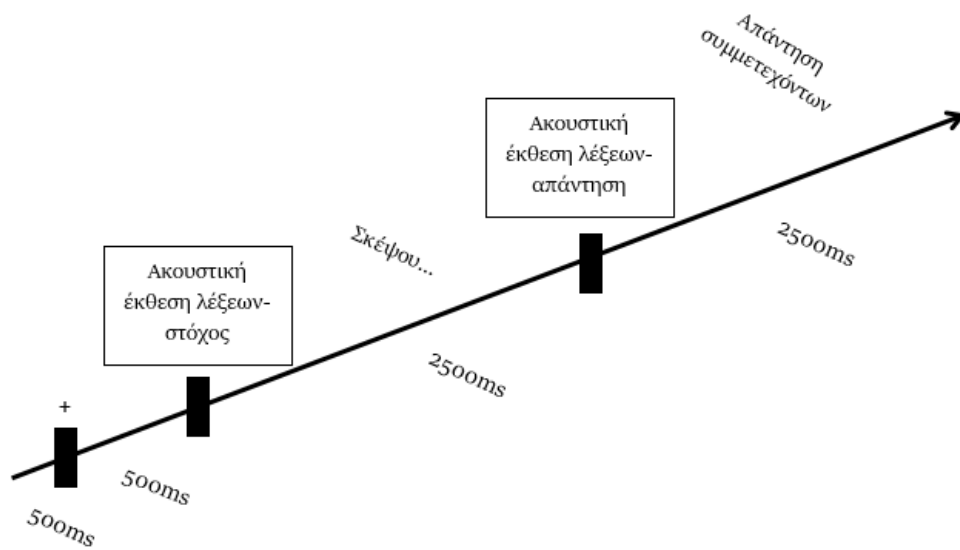 Απάντηση
συμμετεχόντων
Ακουστική
έκθεση λέξεων-
απάντηση
2500ms
Σκέψου...
Ακουστική
έκθεση λέξεων-
στόχος
2500ms
+
500ms
500ms